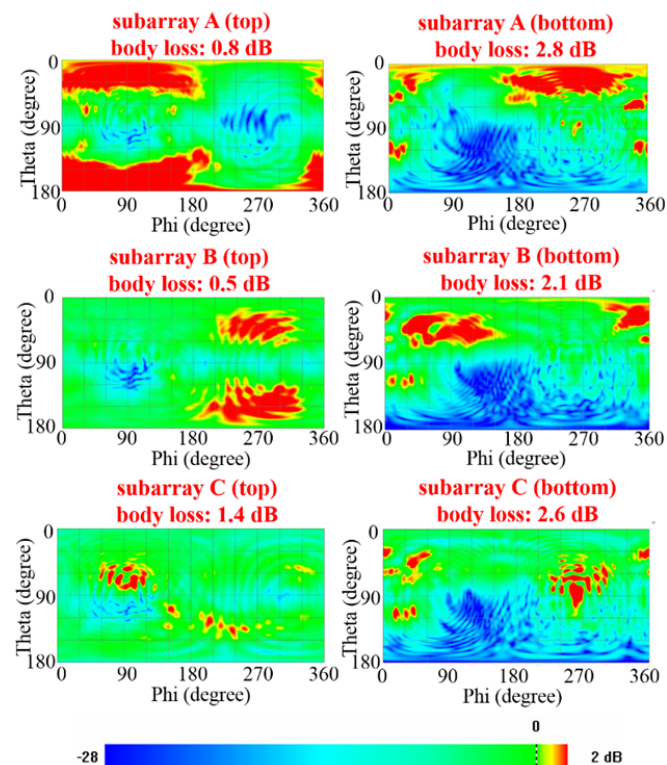 subarray A (top)
body loss: 0.8 dB
subarray A (bottom)
body loss: 2.8 dB
Theta (degree)
0
90
180
0 90 180 270 360
Phi (degree)
Theta (degree)
0
90
180
0 90 180 270 360
Phi (degree)
subarray B (top)
body loss: 0.5 dB
subarray B (bottom)
body loss: 2.1 dB
Theta (degree)
0
90
180
0 90 180 270 360
Phi (degree)
Theta (degree)
0
90
180
0 90 180 270 360
Phi (degree)
subarray C (top)
body loss: 1.4 dB
subarray C (bottom)
body loss: 2.6 dB
Theta (degree)
0
90
180
0 90 180 270 360
Phi (degree)
Theta (degree)
0
90
180
0 90 180 270 360
Phi (degree)
0
-28 2 dB